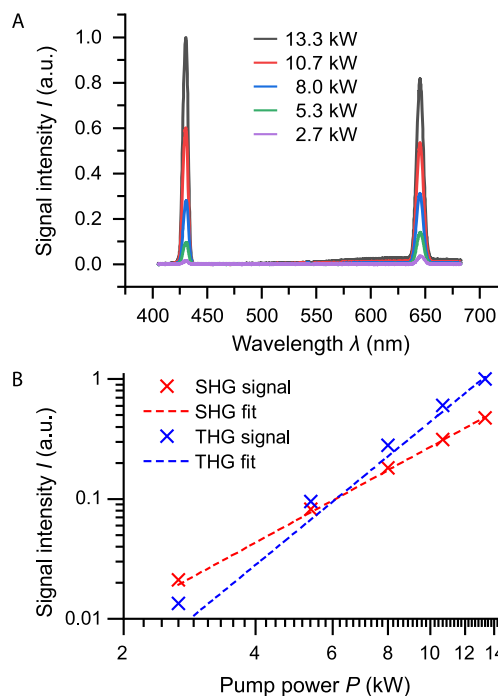 A
Signal intensity I (a.u.)
1.0
0.8
0.6
0.4
0.2
0.0
13.3 kW
10.7 kW
8.0 kW
5.3 kW
2.7 kW
400 450 500 550 600 650 700
Wavelength λ (nm)
B
Signal intensity I (a.u.)
1
0.1
0.01
SHG signal
SHG fit
THG signal
THG fit
2 4 6 8 10 12 14
Pump power P (kW)